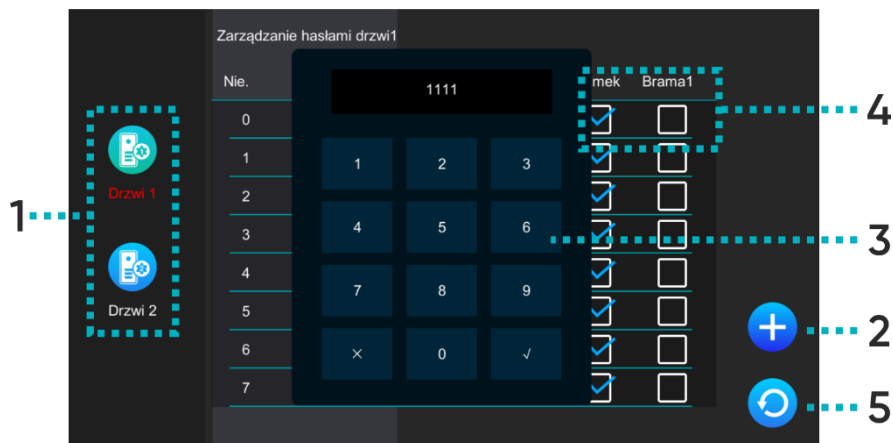 Zarządzanie hasłami drzwi1
Nie.
mek Brama1
1111
0
1
2
3
4
5
6
7
1 2 3
4 5 6
7 8 9
× 0 √
Drzwi 1
Drzwi 2
1
4
3
2
5